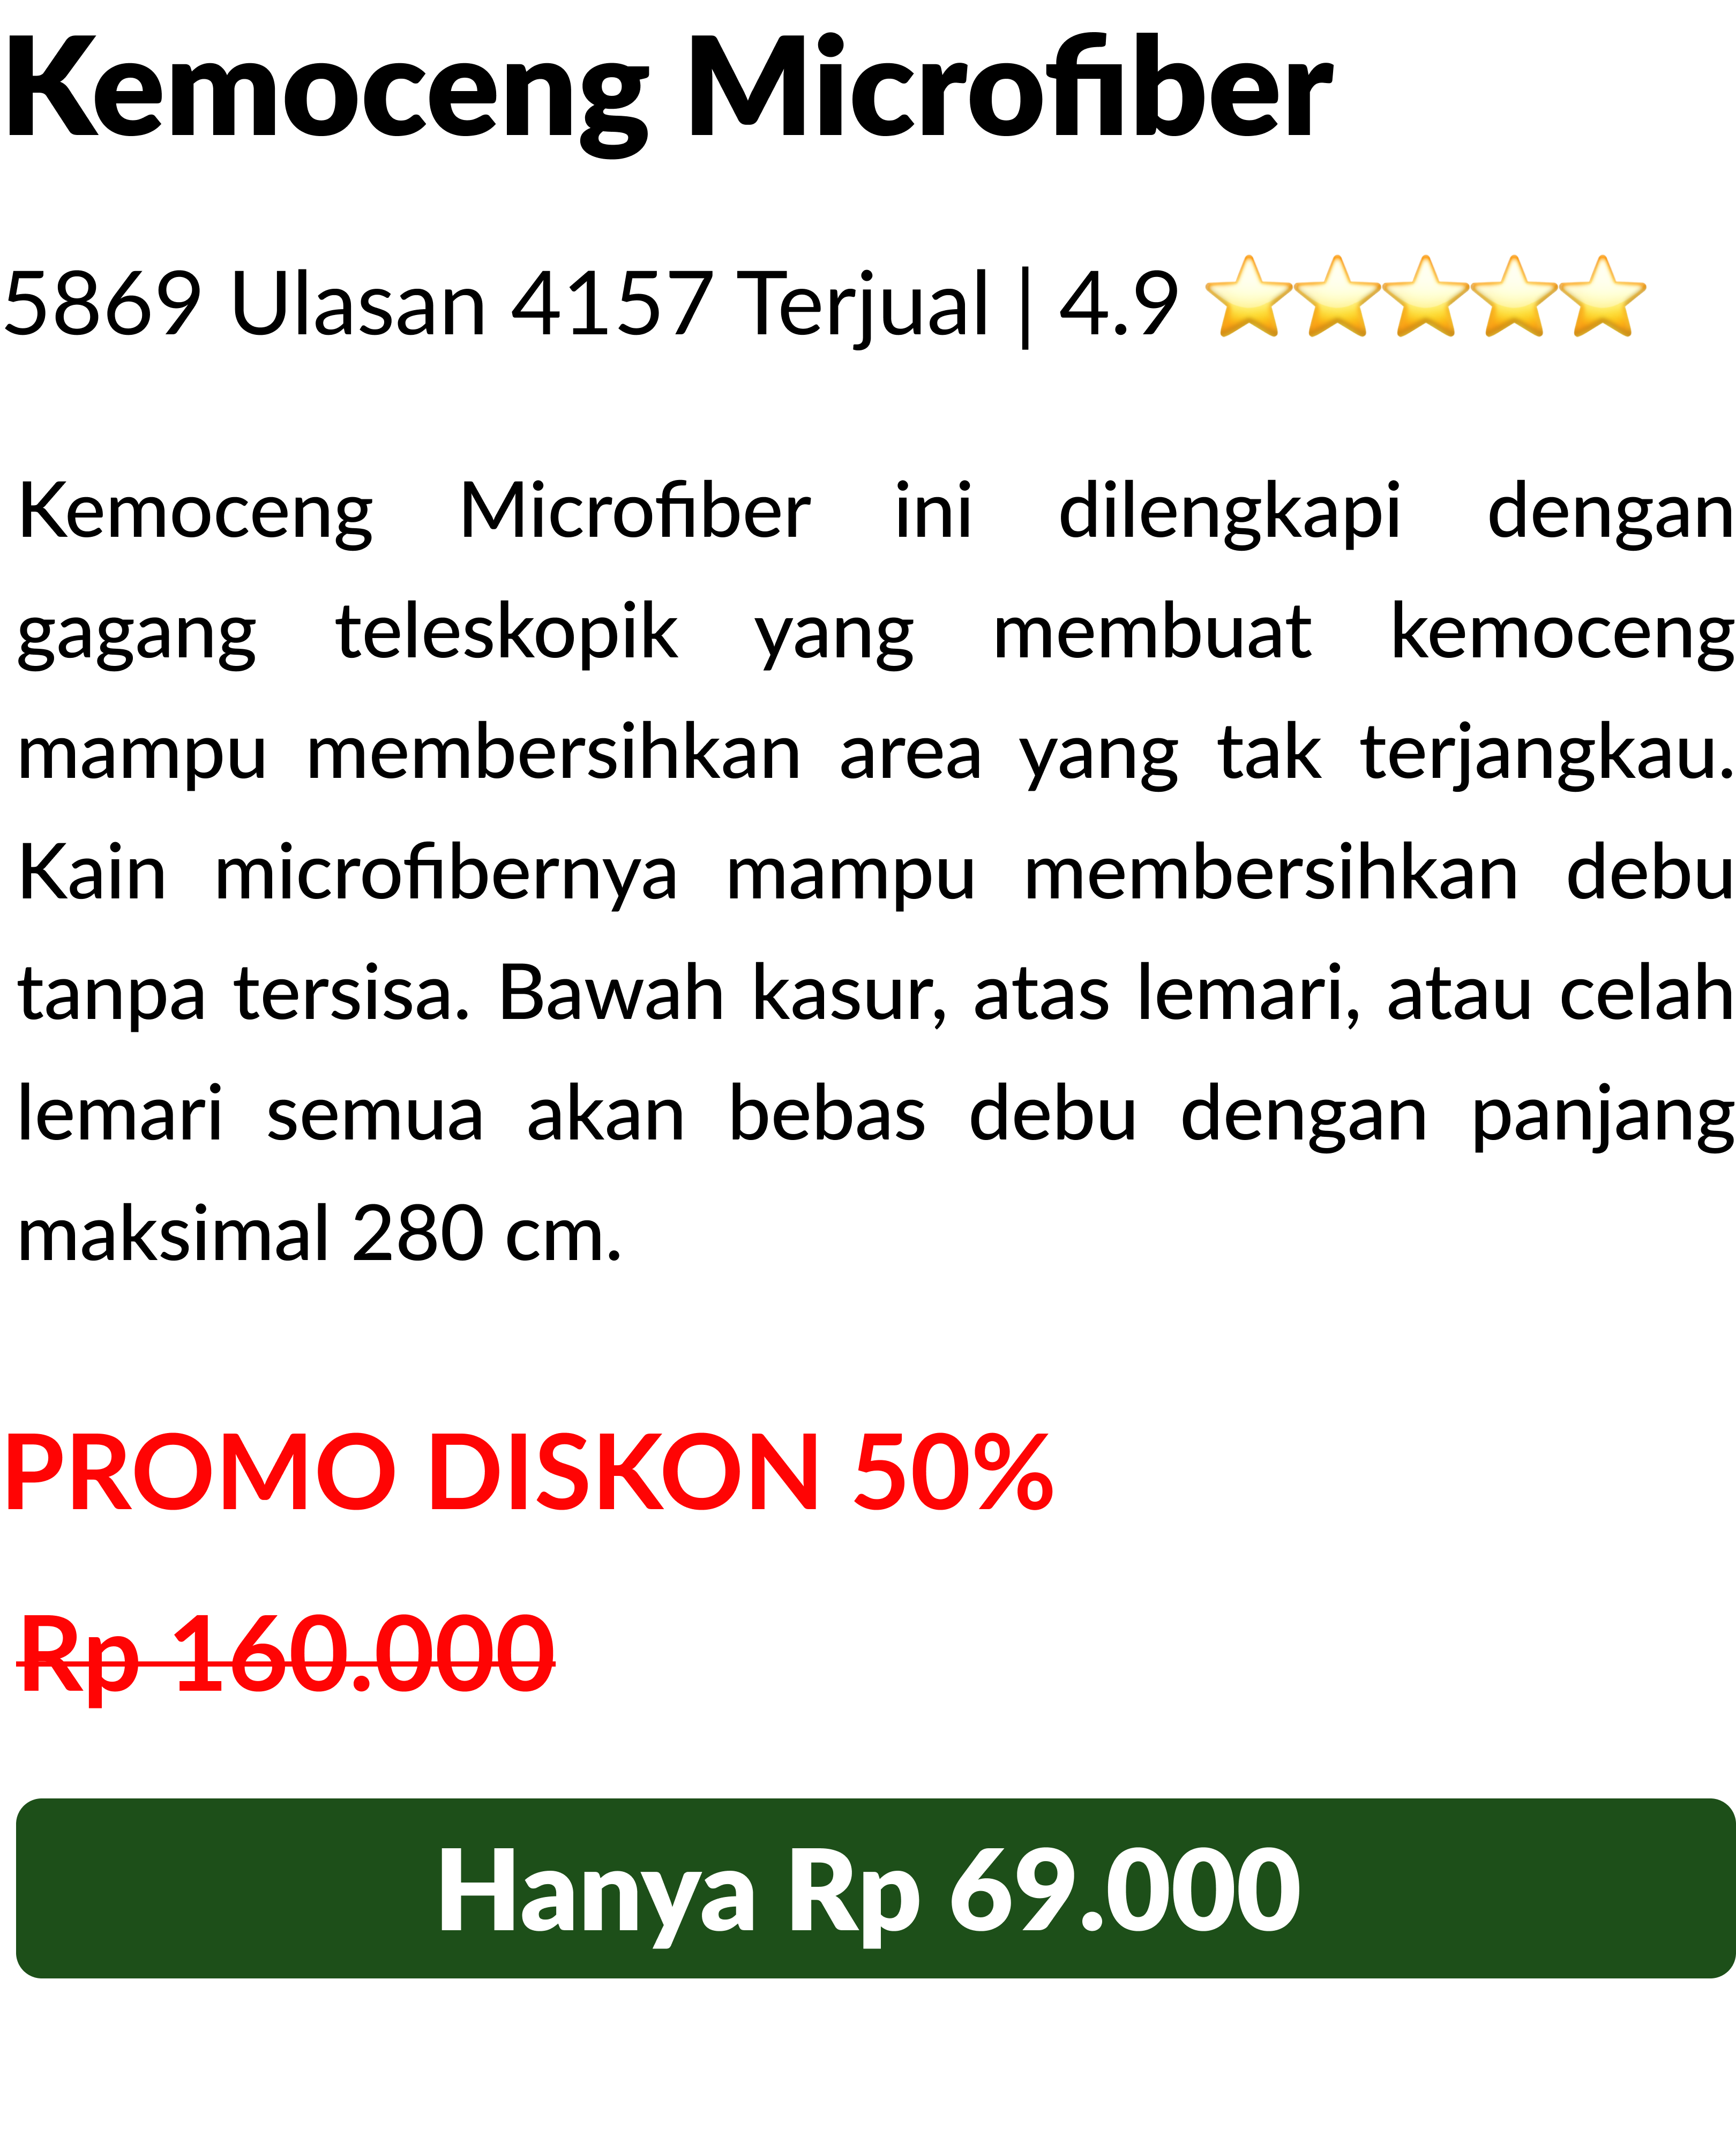 Kemoceng Microfiber
5869 Ulasan 4157 Terjual | 4.9 ⭐⭐⭐⭐⭐
Kemoceng Microfiber ini dilengkapi dengan
gagang teleskopik yang membuat kemoceng
mampu membersihkan area yang tak terjangkau.
Kain microfibernya mampu membersihkan debu
tanpa tersisa. Bawah kasur, atas lemari, atau celah
lemari semua akan bebas debu dengan panjang
maksimal 280 cm.
PROMO DISKON 50%
Rp 160.000
Hanya Rp 69.000